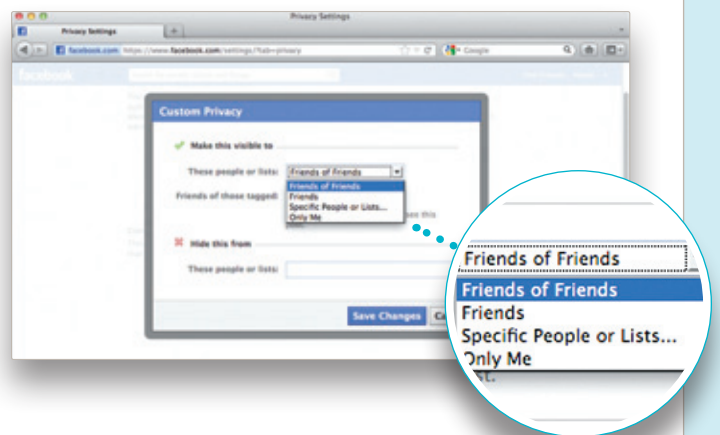 Privacy Settings
Privacy Settings
facebook.com https://www.facebook.com/settings/?tab=privacy
Google
facebook
Custom Privacy
Make this visible to
These people or lists: Friends of Friends
Friends of Friends
Friends
Specific People or Lists...
Only Me
Friends of those tagged:
see this
Hide this from
These people or lists:
Save Changes
Friends of Friends
Friends of Friends
Friends
Specific People or Lists...
Only Me